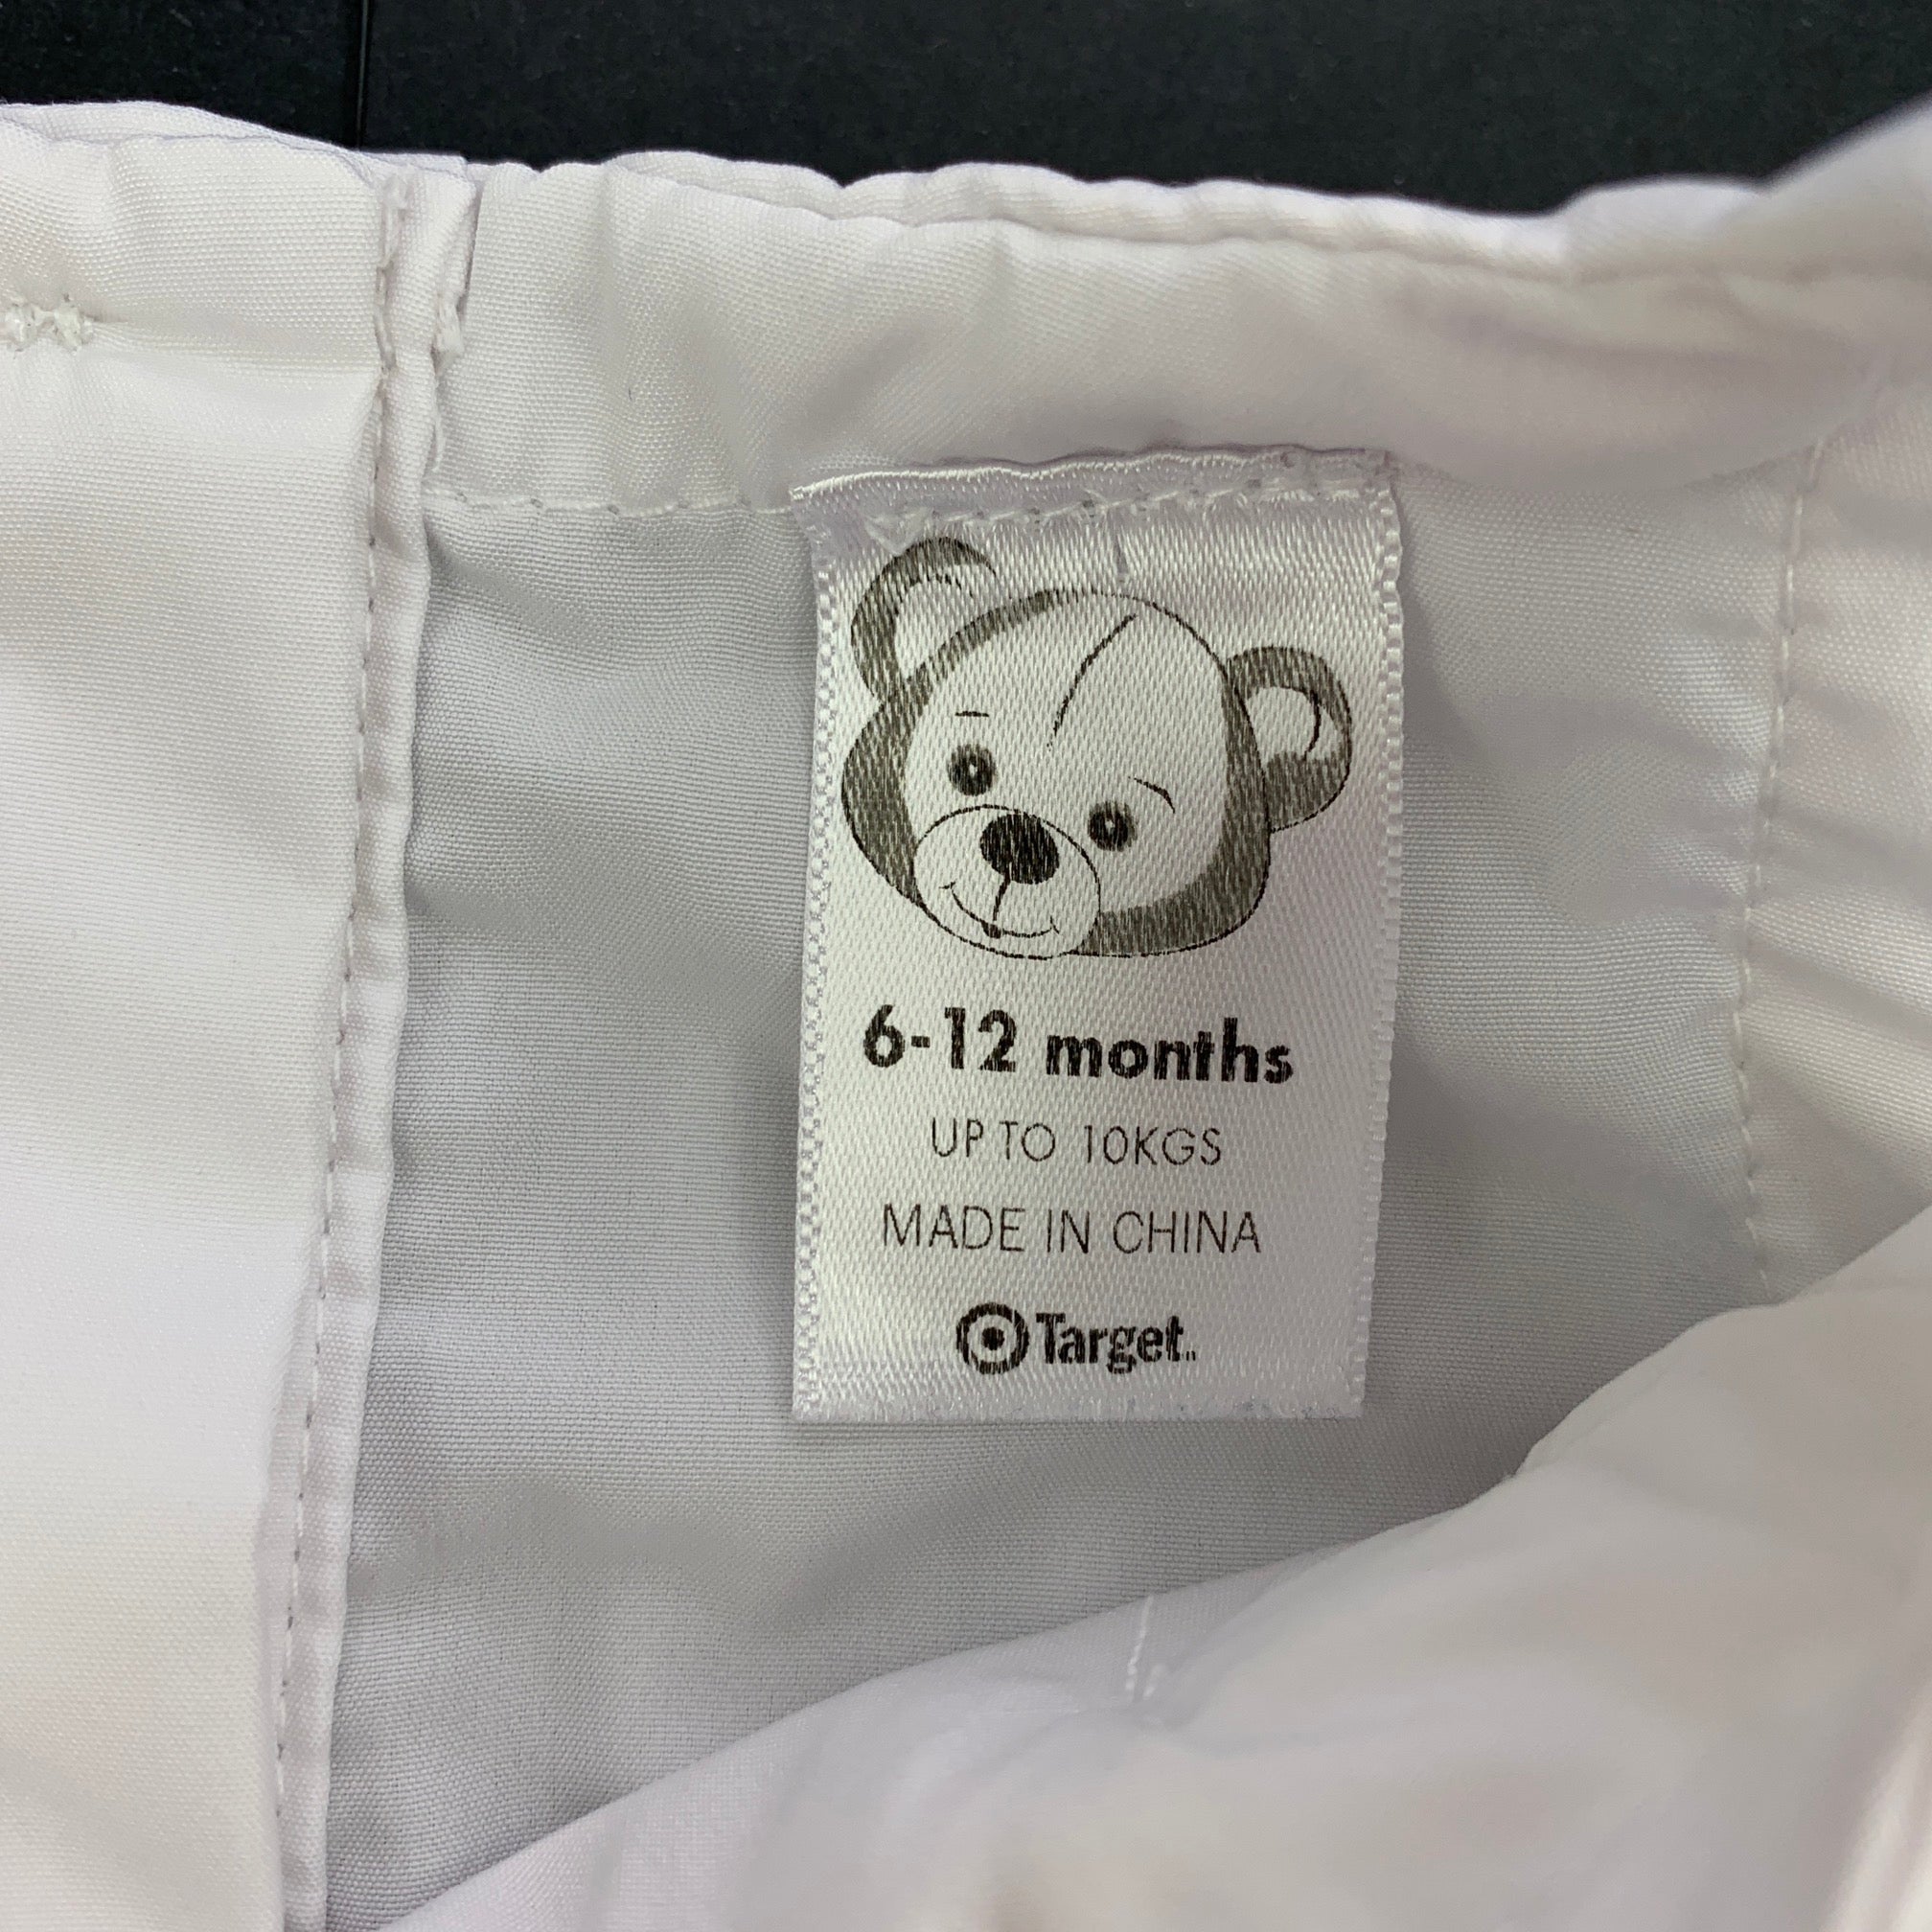 6-12 months
UP TO 10KGS
MADE IN CHINA
Target